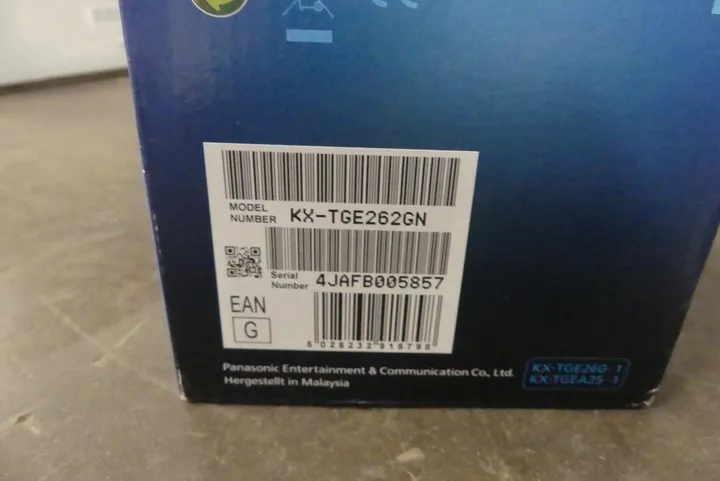 MODEL
NUMBER KX-TGE262GN
Serial
Number 4JAFB005857
EAN
G
5026232916798
Panasonic Entertainment & Communication Co., Ltd.
Hergestellt in Malaysia
KX-TGE260-1
KX-TGEA25-1